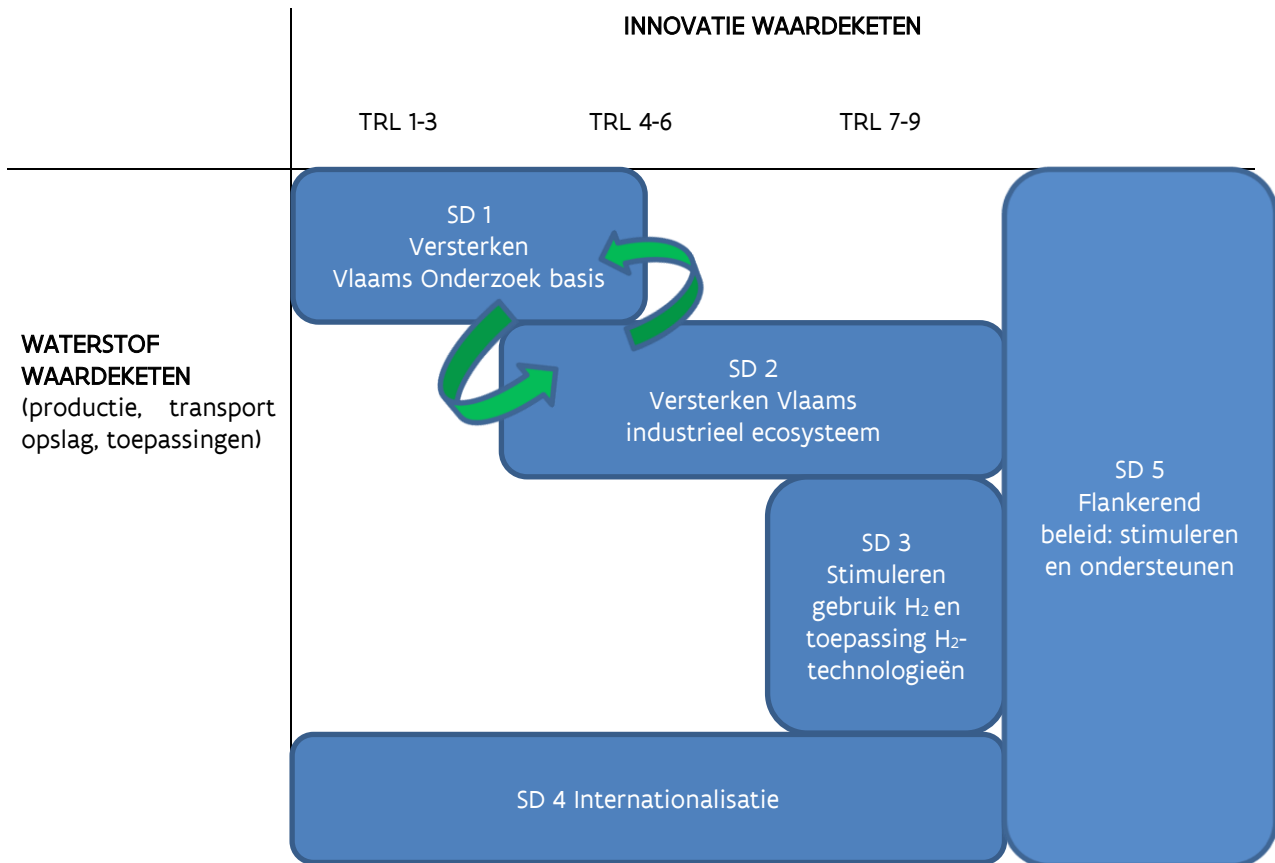 INNOVATIE WAARDEKETEN
TRL 1-3 TRL 4-6 TRL 7-9
WATERSTOF
WAARDEKETEN
(productie, transport
opslag, toepassingen)
SD 1
Versterken
Vlaams Onderzoek basis
SD 2
Versterken Vlaams
industrieel ecosysteem
SD 3
Stimuleren
gebruik H₂ en
toepassing H₂-
technologieën
SD 4 Internationalisatie
SD 5
Flankerend
beleid: stimuleren
en ondersteunen